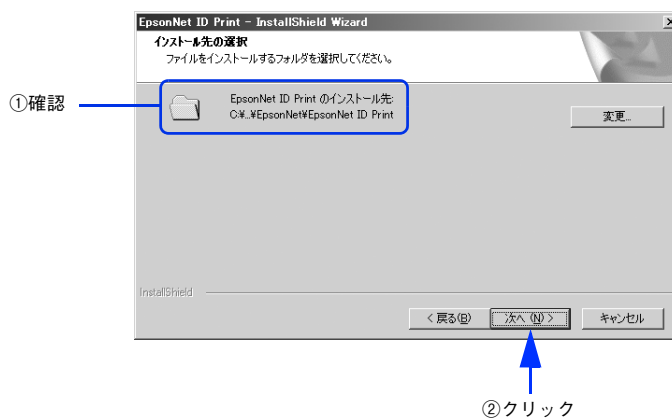 EpsonNet ID Print - InstallShield Wizard
インストール先の選択
ファイルをインストールするフォルダを選択してください。
①確認
EpsonNet ID Print のインストール先:
C:¥...¥EpsonNet¥EpsonNet ID Print
変更...
InstallShield
< 戻る(B)
次へ (N) >
キャンセル
②クリック